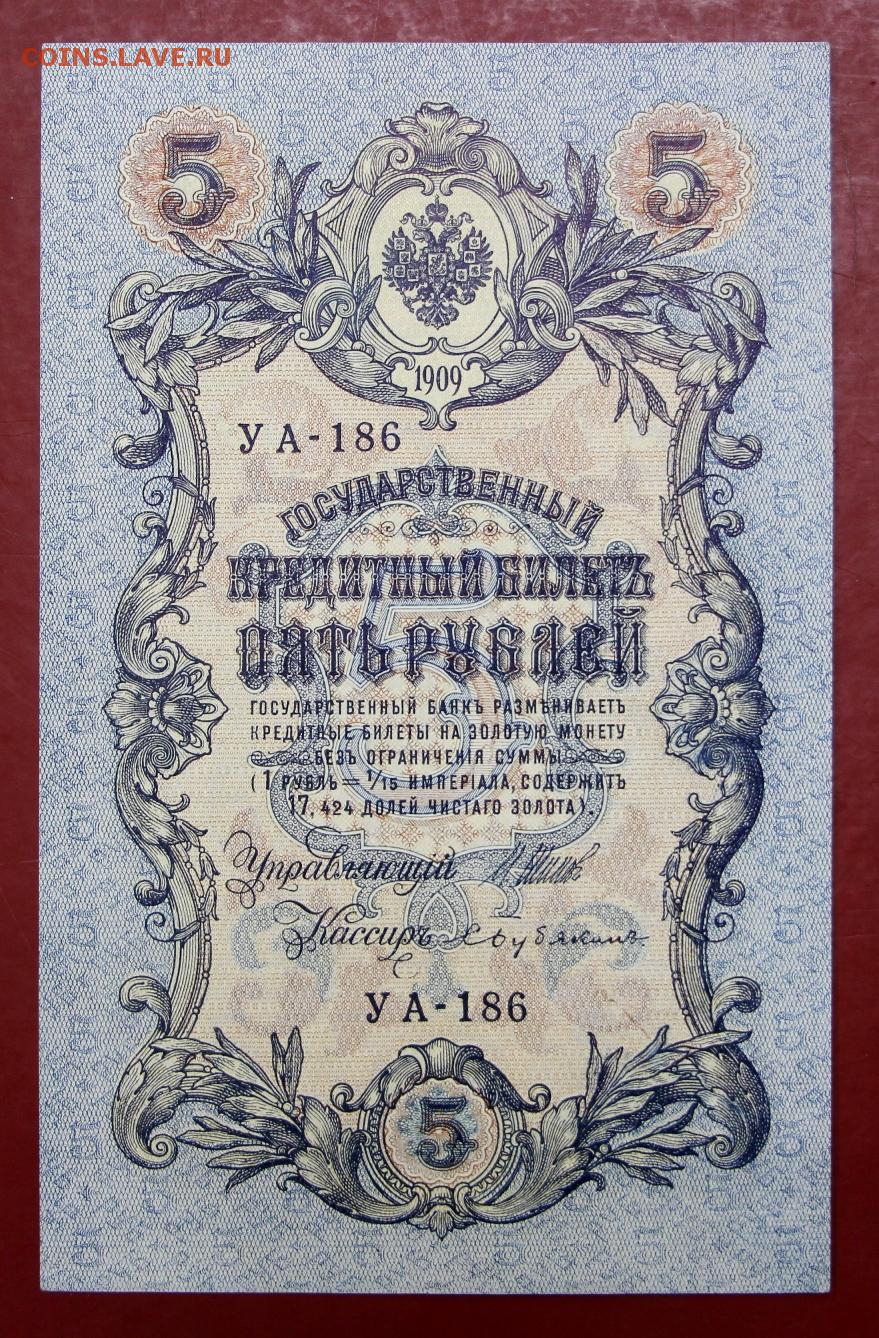 COINS.LAVE.RU
5 5
1909
УА-186
ГОСУДАРСТВЕННЫЙ
КРЕДИТНЫЙ БИЛЕТЪ
ПЯТЬ РУБЛЕЙ
5
ГОСУДАРСТВЕННЫЙ БАНКЪ РАЗМѢНИВАЕТЪ
КРЕДИТНЫЕ БИЛЕТЫ НА ЗОЛОТУЮ МОНЕТУ
БЕЗЪ ОГРАНИЧЕНІЯ СУММЫ
(1 РУБЛЬ = 1/15 ИМПЕРІАЛА, СОДЕРЖИТЪ
17,424 ДОЛЕЙ ЧИСТАГО ЗОЛОТА).
Управляющій
Кассиръ
УА-186
5